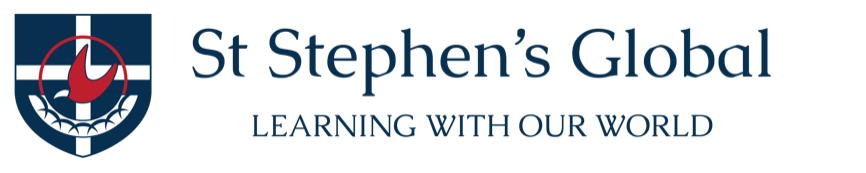 St Stephen’s Global
LEARNING WITH OUR WORLD